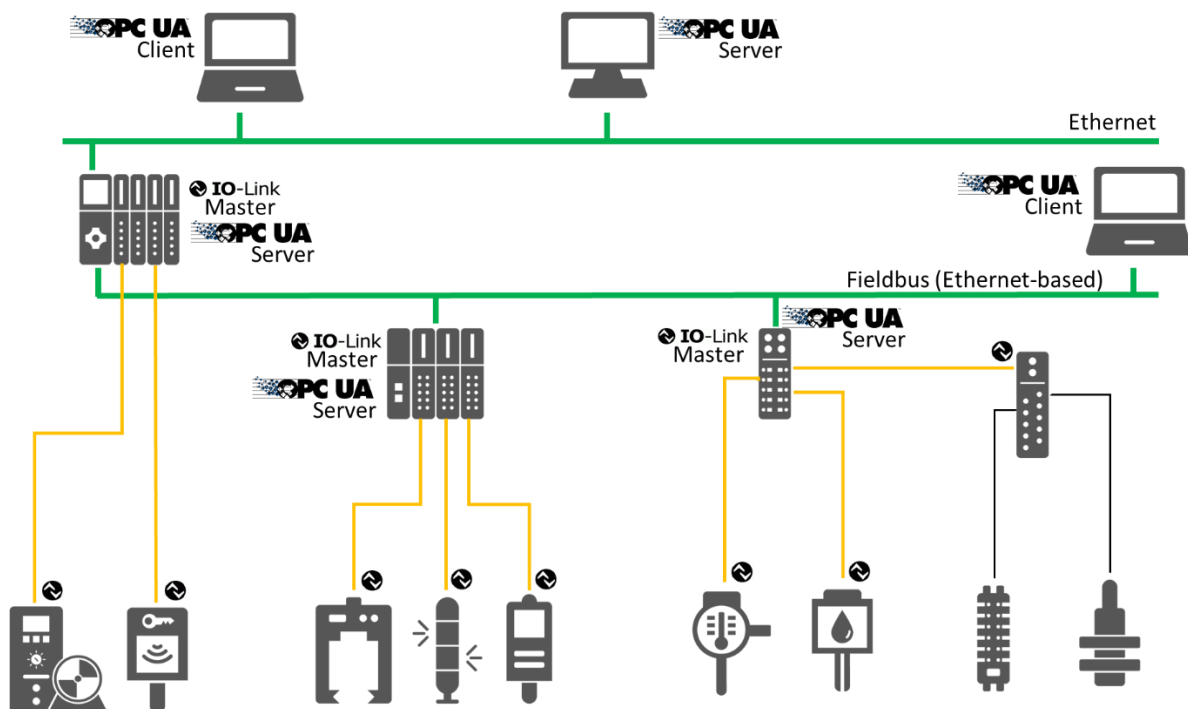 OPC UA
Client
OPC UA
Server
Ethernet
IO-Link
Master
OPC UA
Server
OPC UA
Client
Fieldbus (Ethernet-based)
IO-Link
Master
OPC UA
Server
IO-Link
Master
OPC UA
Server